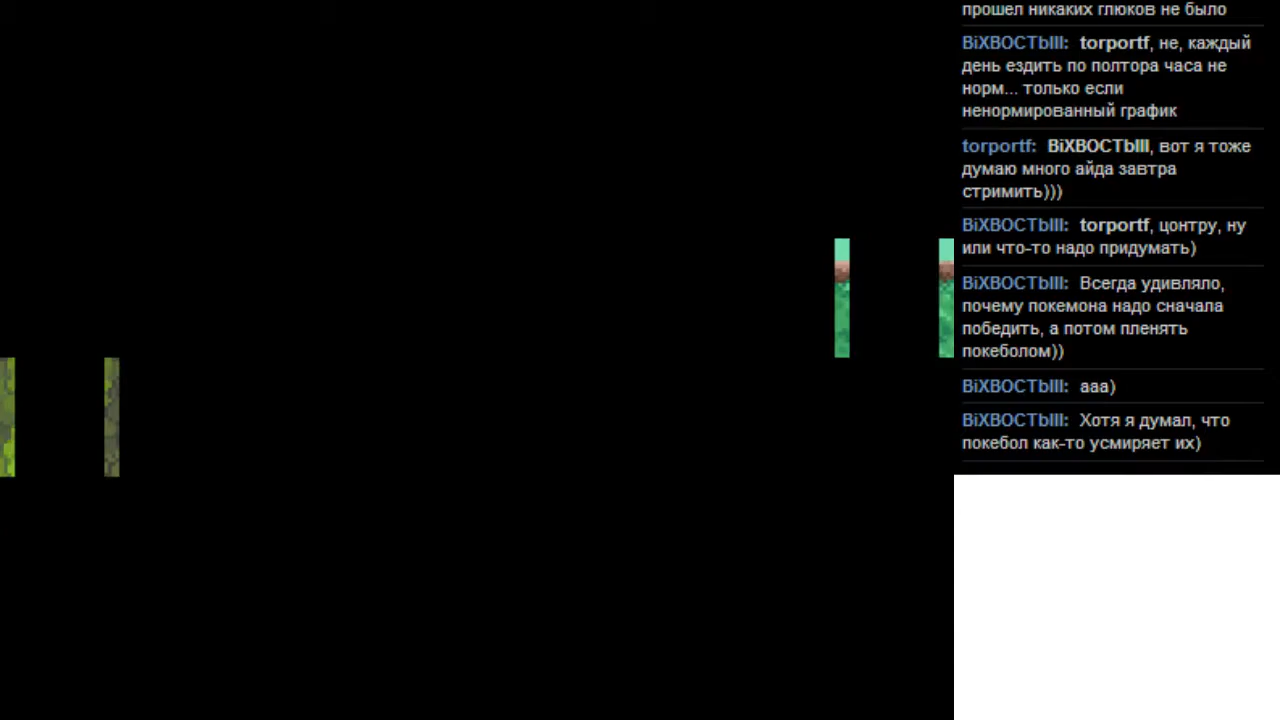 прошел никаких глюков не было
BiXBOCTbIII: torportf, не, каждый
день ездить по полтора часа не
норм... только если
ненормированный график
torportf: BiXBOCTbIII, вот я тоже
думаю много айда завтра
стримить)))
BiXBOCTbIII: torportf, цонтру, ну
или что-то надо придумать)
BiXBOCTbIII: Всегда удивляло,
почему покемона надо сначала
победить, а потом пленять
покеболом))
BiXBOCTbIII: ааа)
BiXBOCTbIII: Хотя я думал, что
покебол как-то усмиряет их)